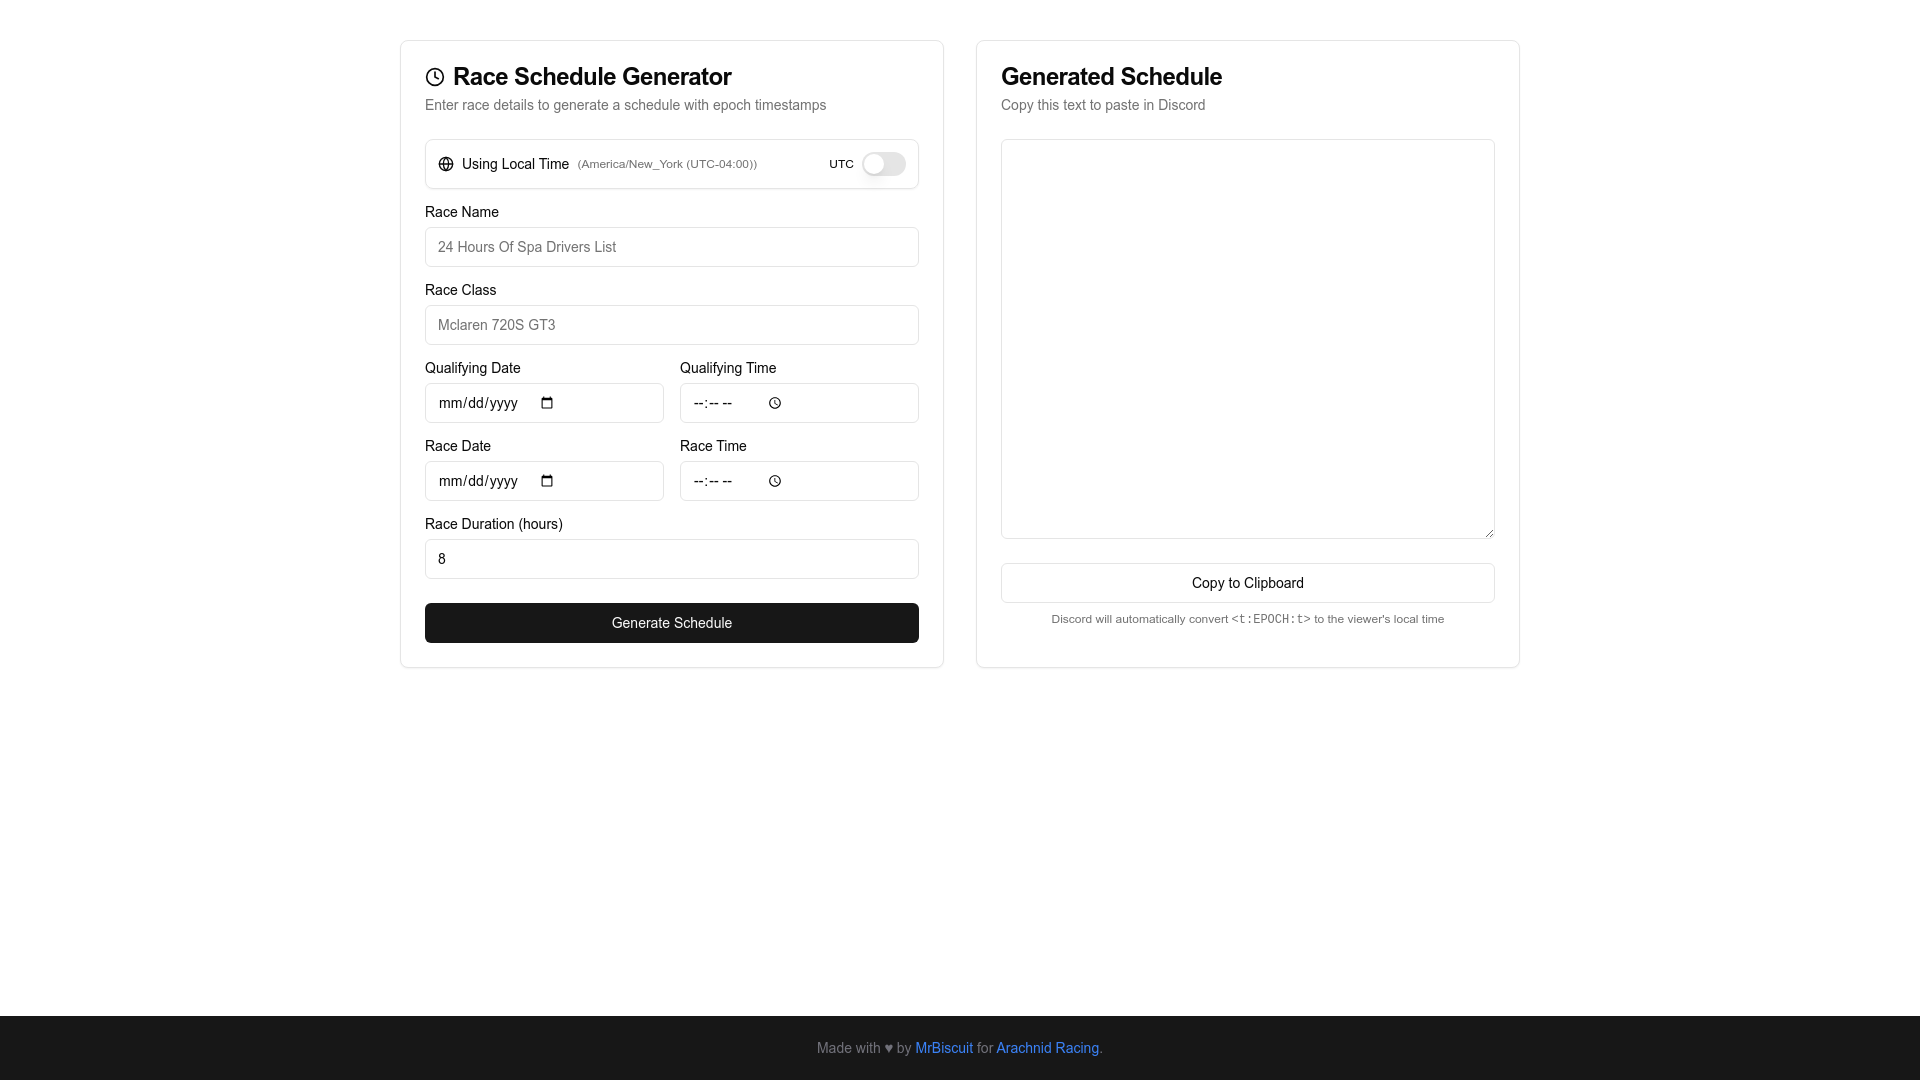 Race Schedule Generator
Enter race details to generate a schedule with epoch timestamps
Using Local Time (America/New_York (UTC-04:00)) UTC
Race Name
24 Hours Of Spa Drivers List
Race Class
Mclaren 720S GT3
Qualifying Date Qualifying Time
mm/dd/yyyy --:-- --
Race Date Race Time
mm/dd/yyyy --:-- --
Race Duration (hours)
8
Generate Schedule
Generated Schedule
Copy this text to paste in Discord
Copy to Clipboard
Discord will automatically convert <t:EPOCH:t> to the viewer's local time
Made with ♥ by MrBiscuit for Arachnid Racing.